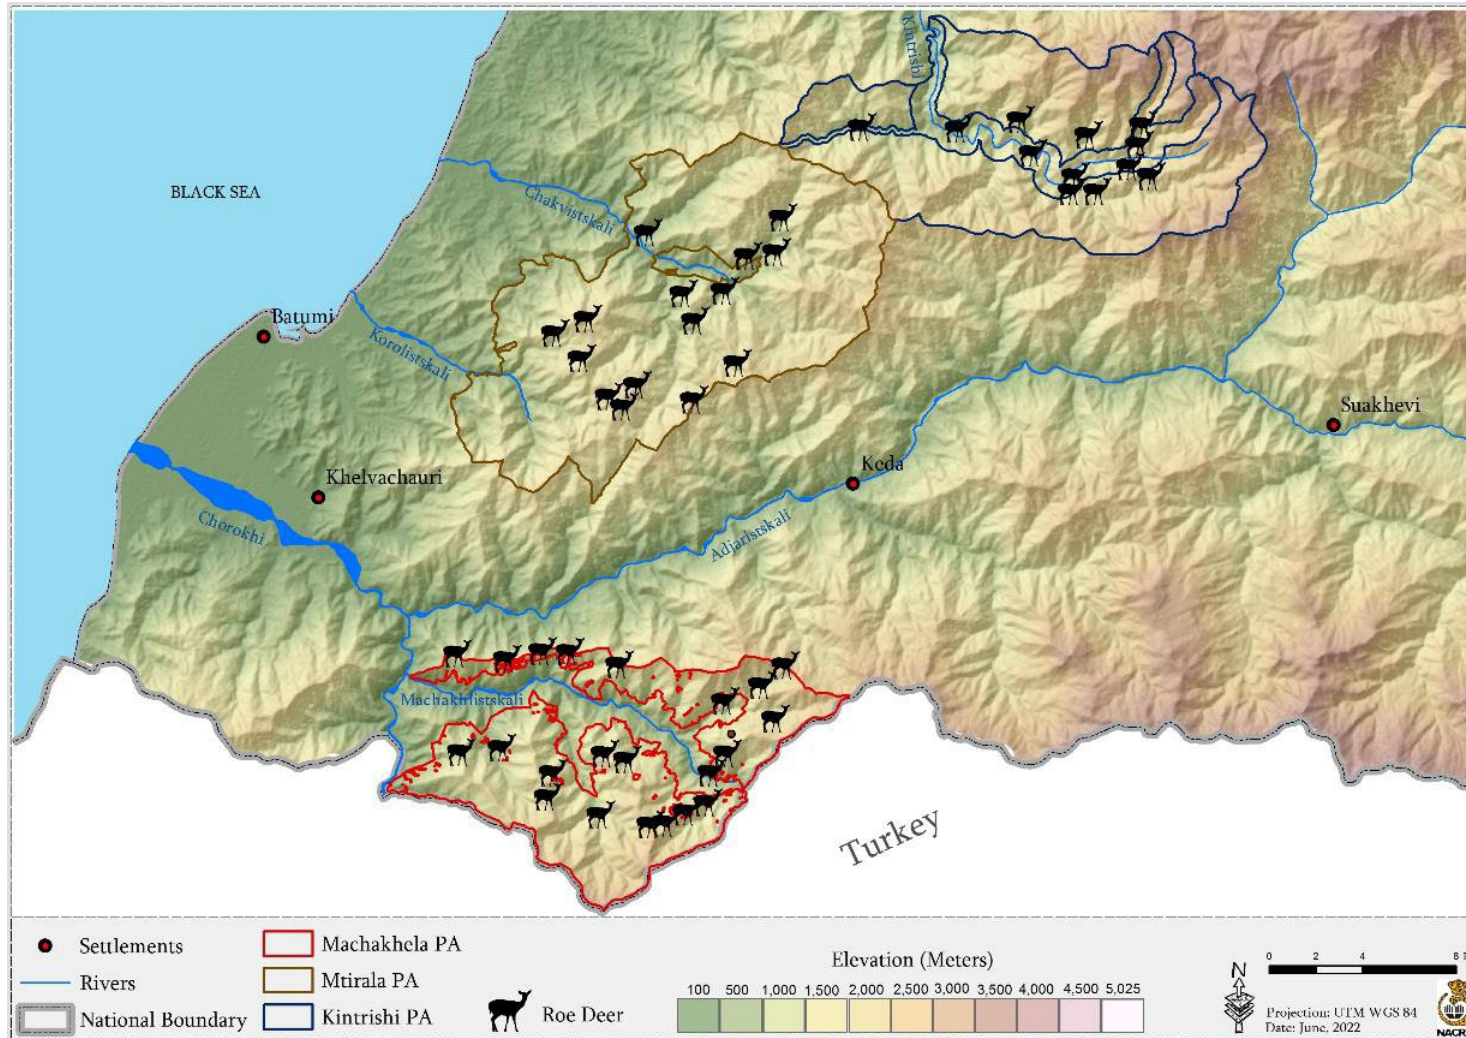 Kintrishi
BLACK SEA
Chakvistskali
Batumi
Korolistskali
Suakhevi
Keda
Khelvachauri
Chorokhi
Adjaristskali
Machakhlistskali
Turkey
Settlements
Rivers
National Boundary
Machakhela PA
Mtirala PA
Kintrishi PA
Roe Deer
Elevation (Meters)
100 500 1,000 1,500 2,000 2,500 3,000 3,500 4,000 4,500 5,025
N
0 2 4 8
Projection: UTM WGS 84
Date: June, 2022
NACR